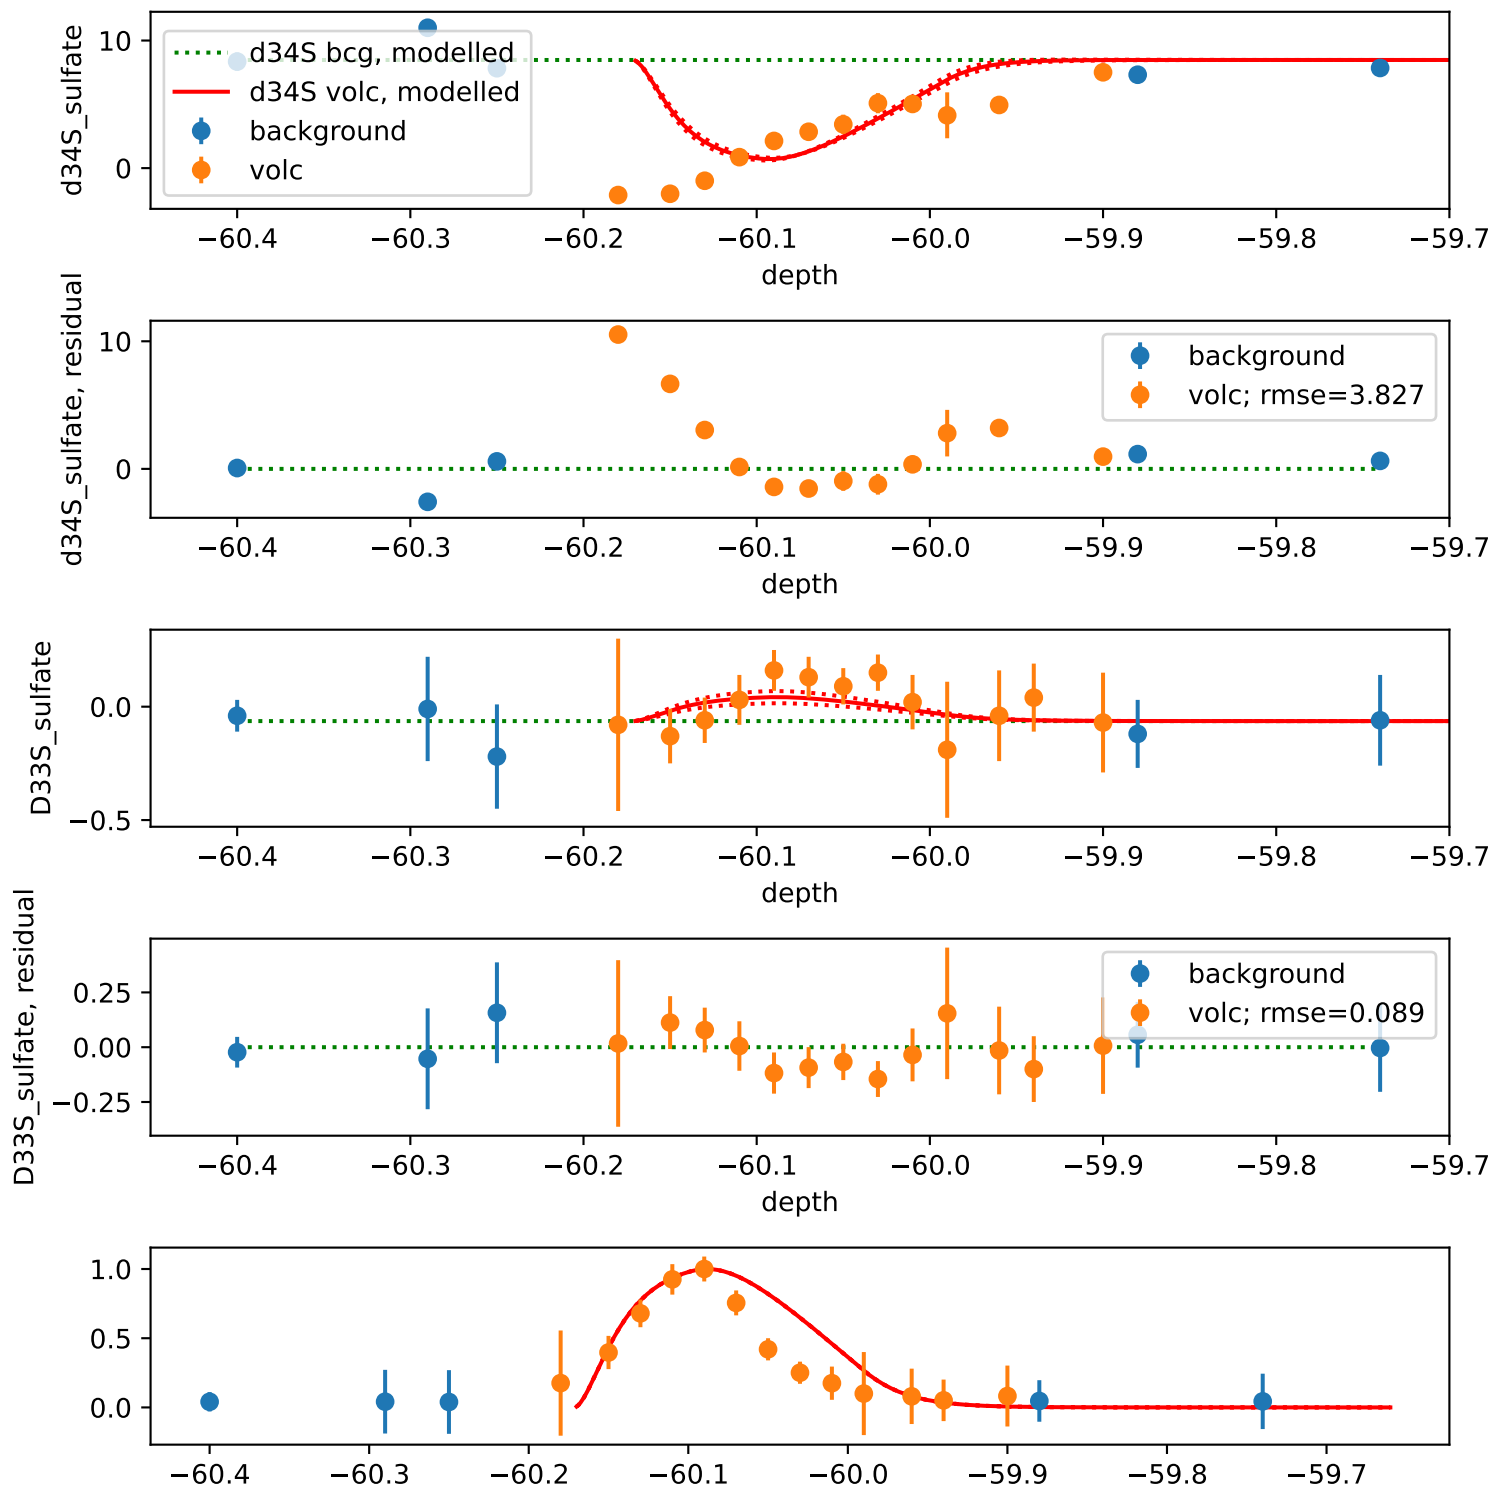 10
0
d34S_sulfate
d34S bcg, modelled
d34S volc, modelled
background
volc
−60.4 −60.3 −60.2 −60.1 −60.0 −59.9 −59.8 −59.7
depth
10
0
d34S_sulfate, residual
background
volc; rmse=3.827
−60.4 −60.3 −60.2 −60.1 −60.0 −59.9 −59.8 −59.7
depth
0.0
−0.5
D33S_sulfate
−60.4 −60.3 −60.2 −60.1 −60.0 −59.9 −59.8 −59.7
depth
0.25
0.00
−0.25
D33S_sulfate, residual
background
volc; rmse=0.089
−60.4 −60.3 −60.2 −60.1 −60.0 −59.9 −59.8 −59.7
depth
1.0
0.5
0.0
−60.4 −60.3 −60.2 −60.1 −60.0 −59.9 −59.8 −59.7